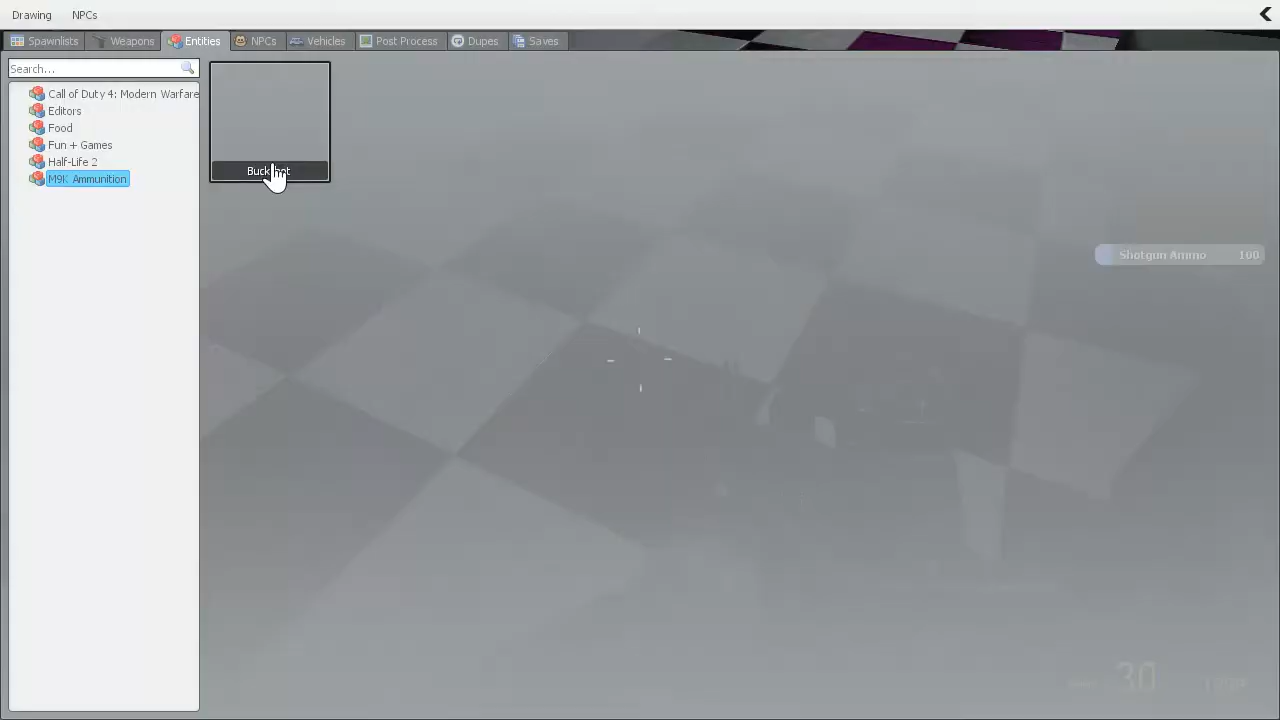 Drawing NPCs
Spawnlists Weapons Entities NPCs Vehicles Post Process Dupes Saves
Search...
Call of Duty 4: Modern Warfare
Editors
Food
Fun + Games
Half-Life 2
M9K Ammunition
Buckshot
Shotgun Ammo 100
30